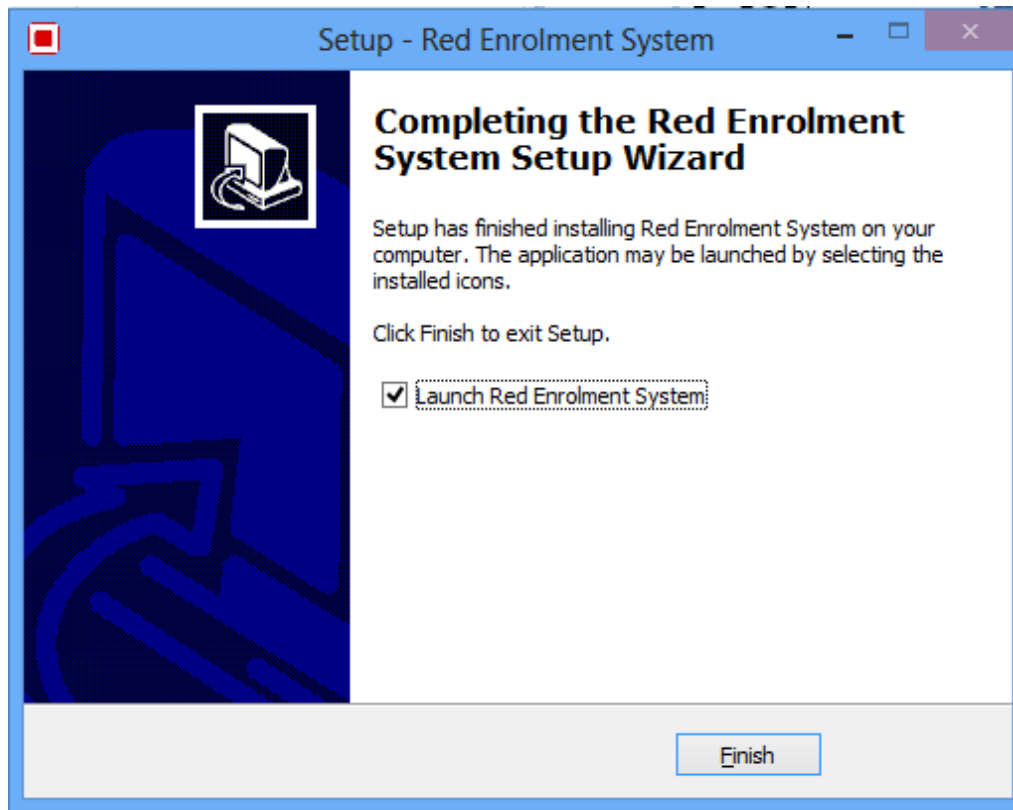 Setup - Red Enrolment System
Completing the Red Enrolment
System Setup Wizard
Setup has finished installing Red Enrolment System on your
computer. The application may be launched by selecting the
installed icons.
Click Finish to exit Setup.
Launch Red Enrolment System
Finish